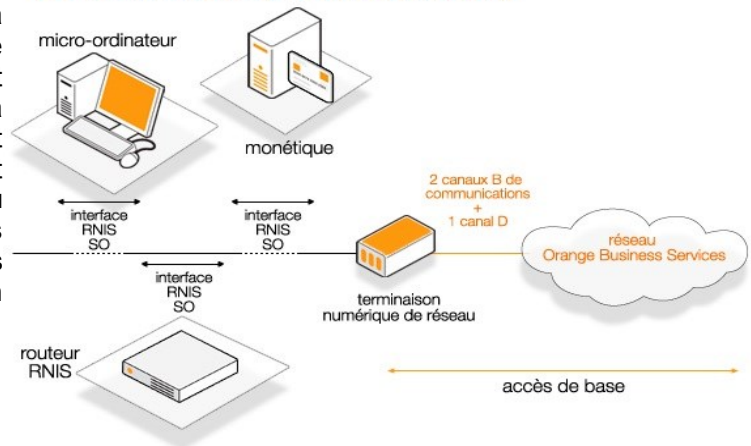 micro-ordinateur
monétique
interface
RNIS
SO
interface
RNIS
SO
interface
RNIS
SO
2 canaux B de
communications
+
1 canal D
réseau
Orange Business Services
terminaison
numérique de réseau
routeur
RNIS
accès de base